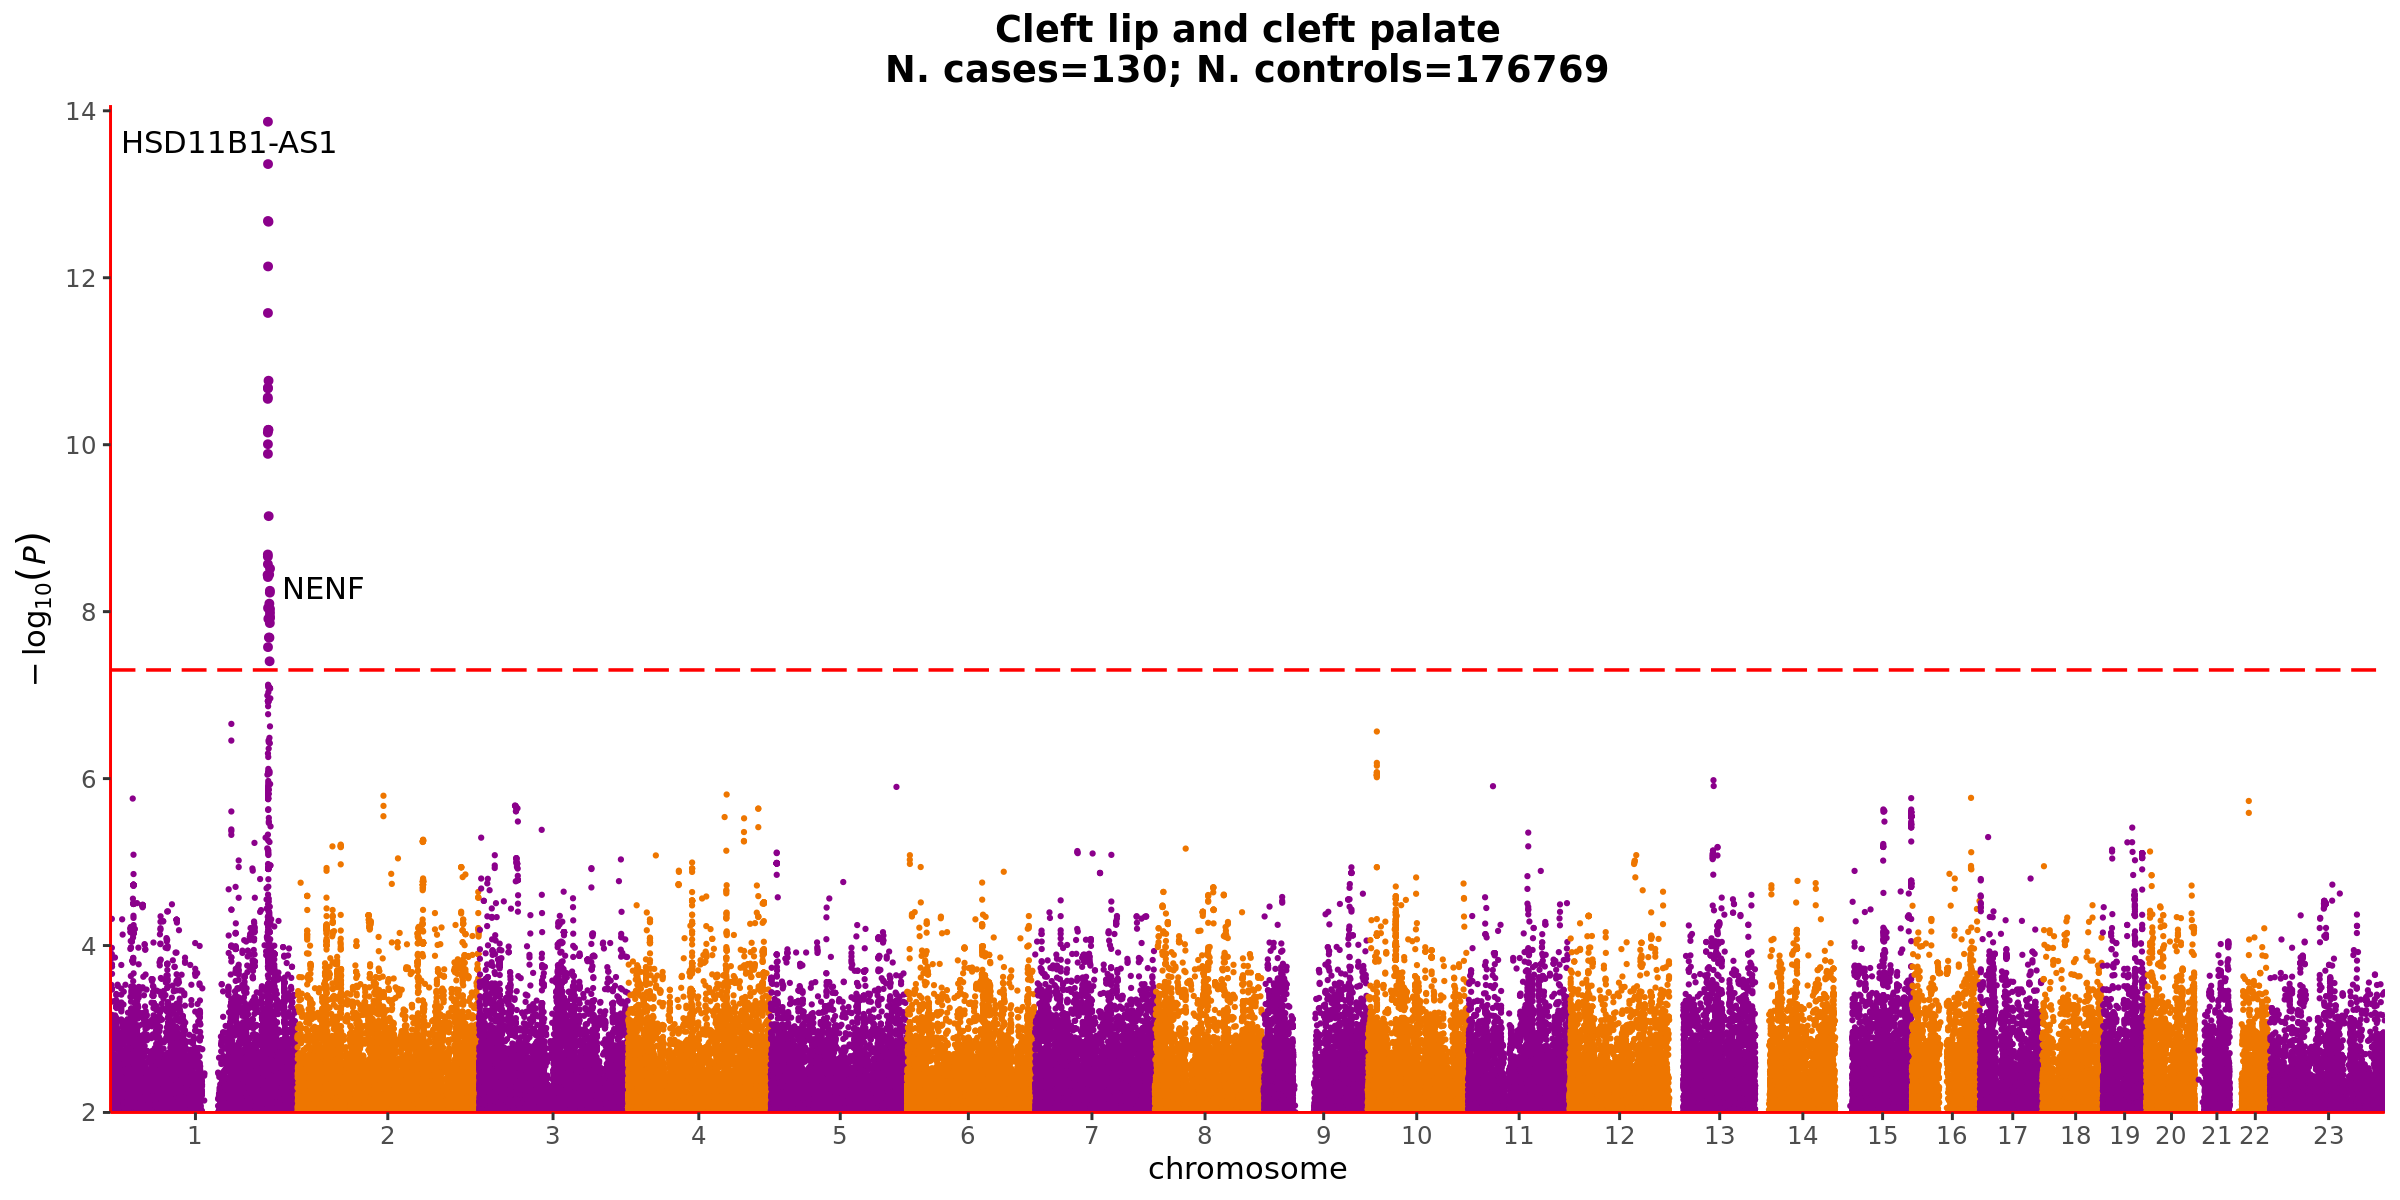 Cleft lip and cleft palate
N. cases=130; N. controls=176769
14
HSD11B1-AS1
12
10
NENF
8
6
4
2
− log10(P)
1 2 3 4 5 6 7 8 9 10 11 12 13 14 15 16 17 18 19 20 21 22 23
chromosome